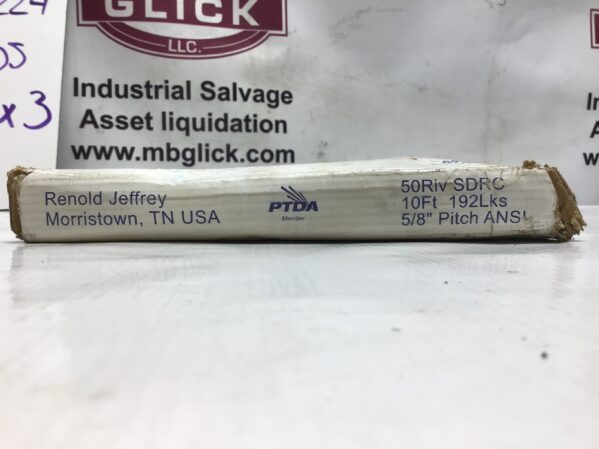 GLICK
LLC.
Industrial Salvage
Asset liquidation
www.mbglick.com
x 3
Renold Jeffrey
Morristown, TN USA
PTDA
Member
50Riv SDRC
10Ft 192Lks
5/8" Pitch ANSI